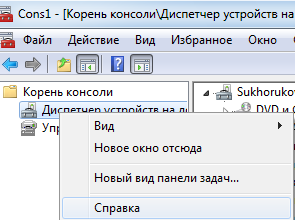 Cons1 - [Корень консоли\Диспетчер устройств на
Файл Действие Вид Избранное Окно
Корень консоли
Диспетчер устройств на
Sukhorukov
DVD и
Вид
Новое окно отсюда
Новый вид панели задач...
Справка